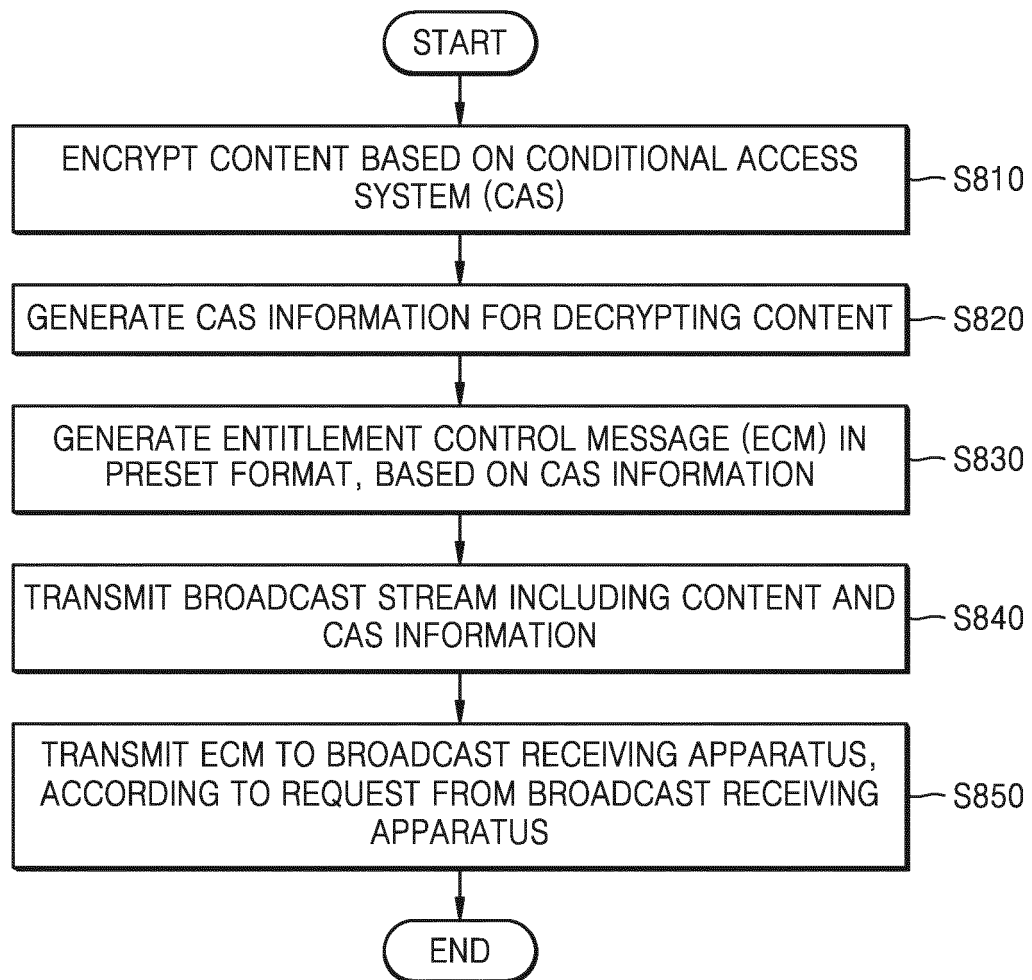 START
ENCRYPT CONTENT BASED ON CONDITIONAL ACCESS
SYSTEM (CAS)
S810
GENERATE CAS INFORMATION FOR DECRYPTING CONTENT
S820
GENERATE ENTITLEMENT CONTROL MESSAGE (ECM) IN
PRESET FORMAT, BASED ON CAS INFORMATION
S830
TRANSMIT BROADCAST STREAM INCLUDING CONTENT AND
CAS INFORMATION
S840
TRANSMIT ECM TO BROADCAST RECEIVING APPARATUS,
ACCORDING TO REQUEST FROM BROADCAST RECEIVING
APPARATUS
S850
END